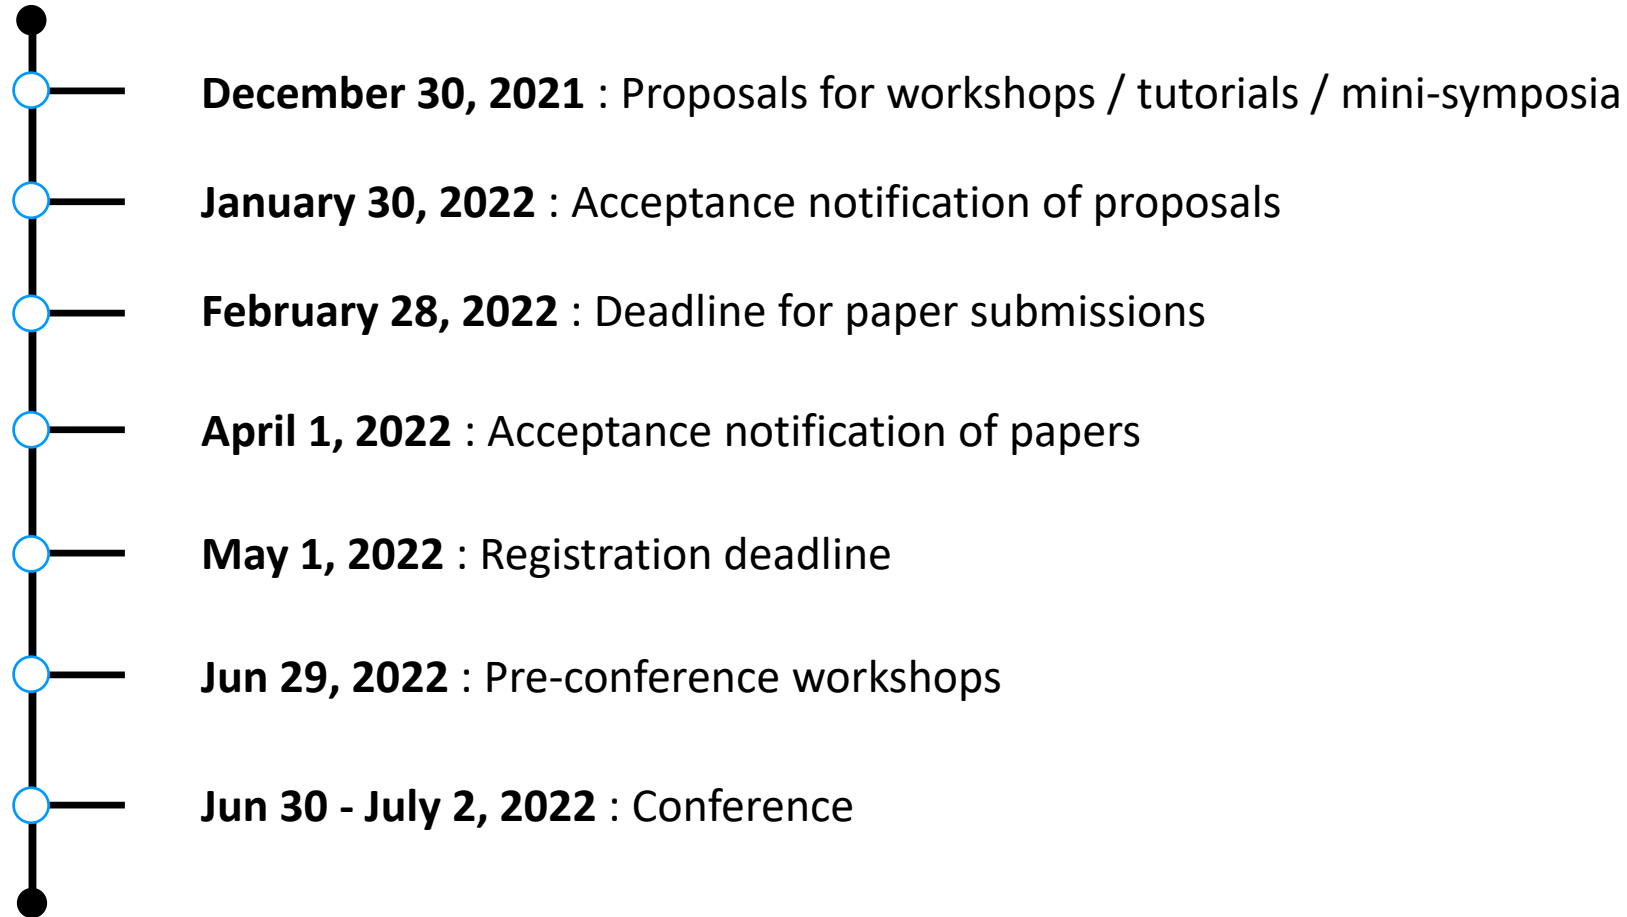 December 30, 2021 : Proposals for workshops / tutorials / mini-symposia
January 30, 2022 : Acceptance notification of proposals
February 28, 2022 : Deadline for paper submissions
April 1, 2022 : Acceptance notification of papers
May 1, 2022 : Registration deadline
Jun 29, 2022 : Pre-conference workshops
Jun 30 - July 2, 2022 : Conference